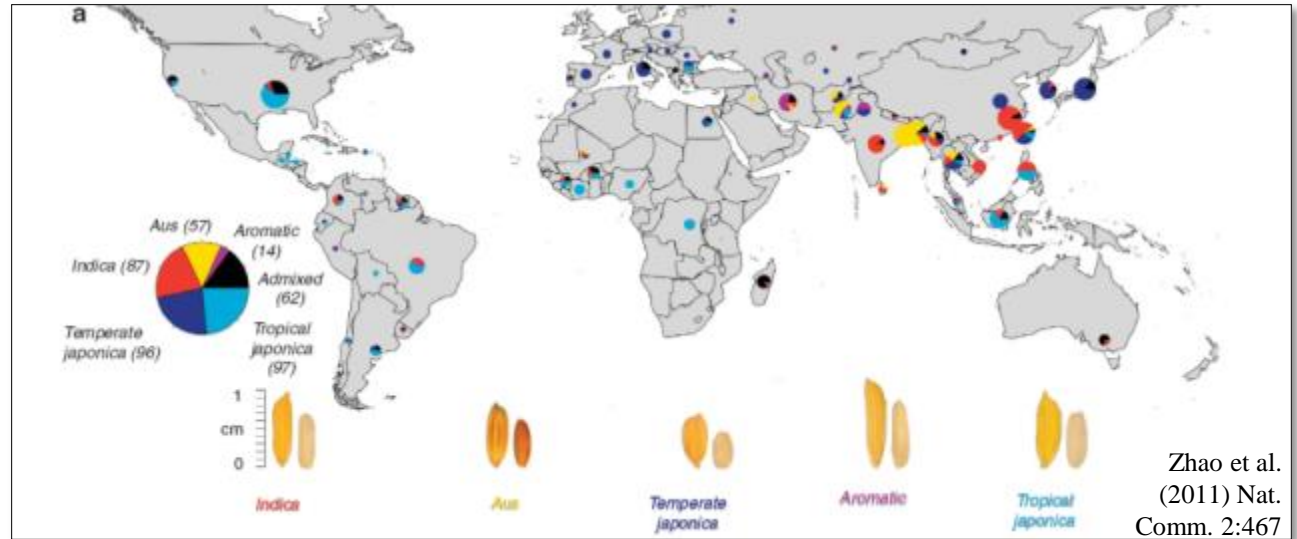 a
Aus (57)
Aromatic
(14)
Indica (87)
Admixed
(62)
Temperate
japonica (96)
Tropical
japonica
(97)
1
cm
0
Indica
Aus
Temperate
japonica
Aromatic
Tropical
japonica
Zhao et al.
(2011) Nat.
Comm. 2:467